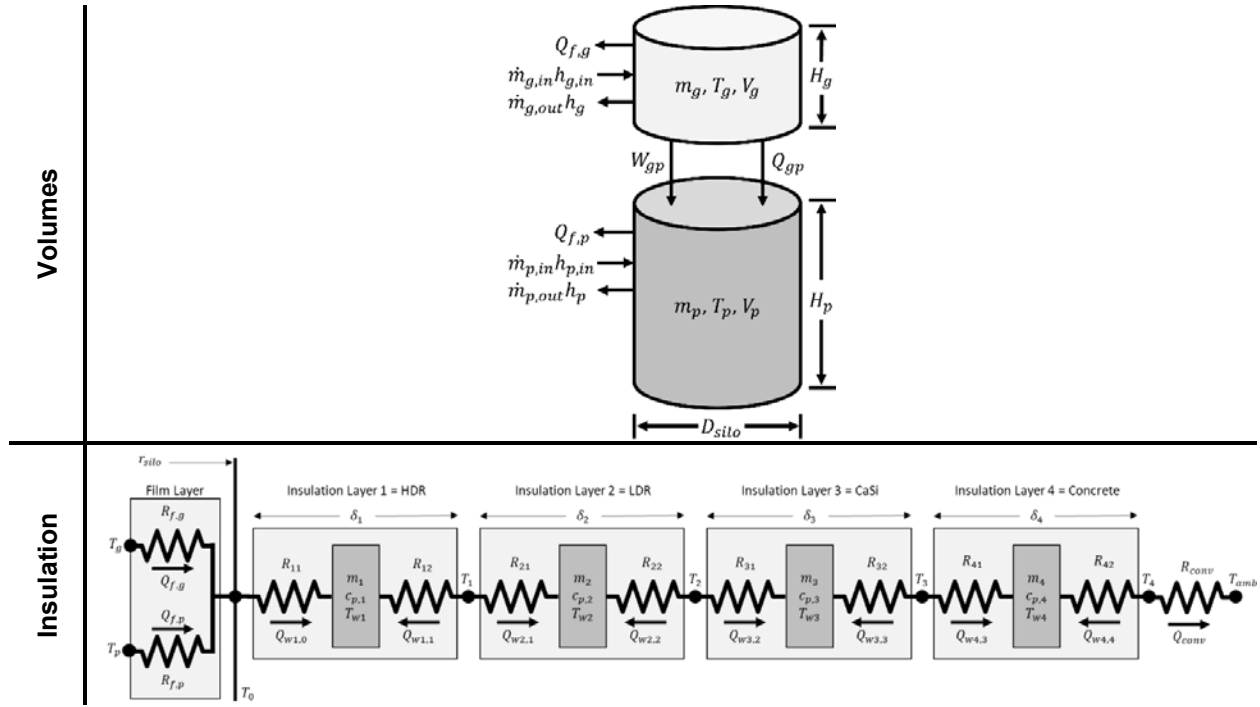 Volumes
Q_{f,g}
ṁ_{g,in}h_{g,in}
ṁ_{g,out}h_g
m_g, T_g, V_g
H_g
W_{gp}
Q_{gp}
Q_{f,p}
ṁ_{p,in}h_{p,in}
ṁ_{p,out}h_p
m_p, T_p, V_p
H_p
D_{silo}
Insulation
r_{silo}
Film Layer
R_{f,g}
T_g
Q_{f,g}
Q_{f,p}
T_p
R_{f,p}
T_0
Insulation Layer 1 = HDR
δ_1
R_{11}
m_1
c_{p,1}
T_{w1}
R_{12}
Q_{w1,0}
Q_{w1,1}
T_1
Insulation Layer 2 = LDR
δ_2
R_{21}
m_2
c_{p,2}
T_{w2}
R_{22}
Q_{w2,1}
Q_{w2,2}
T_2
Insulation Layer 3 = CaSi
δ_3
R_{31}
m_3
c_{p,3}
T_{w3}
R_{32}
Q_{w3,2}
Q_{w3,3}
T_3
Insulation Layer 4 = Concrete
δ_4
R_{41}
m_4
c_{p,4}
T_{w4}
R_{42}
Q_{w4,3}
Q_{w4,4}
T_4
R_{conv}
Q_{conv}
T_{amb}